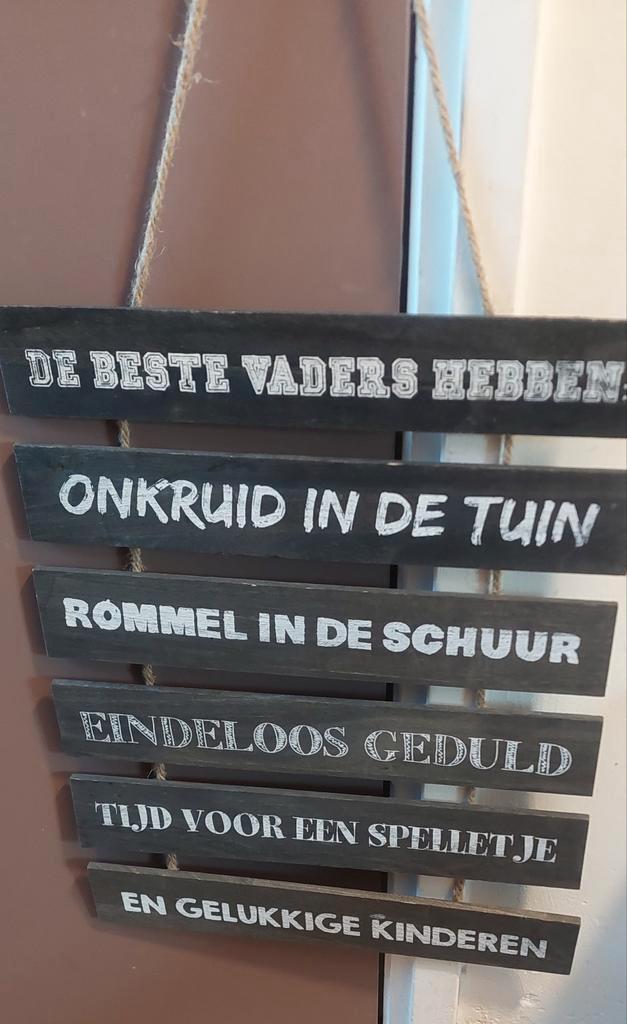 DE BESTE VADERS HEBBEN:
ONKRUID IN DE TUIN
ROMMEL IN DE SCHUUR
EINDELOOS GEDULD
TIJD VOOR EEN SPELLETJE
EN GELUKKIGE KINDEREN